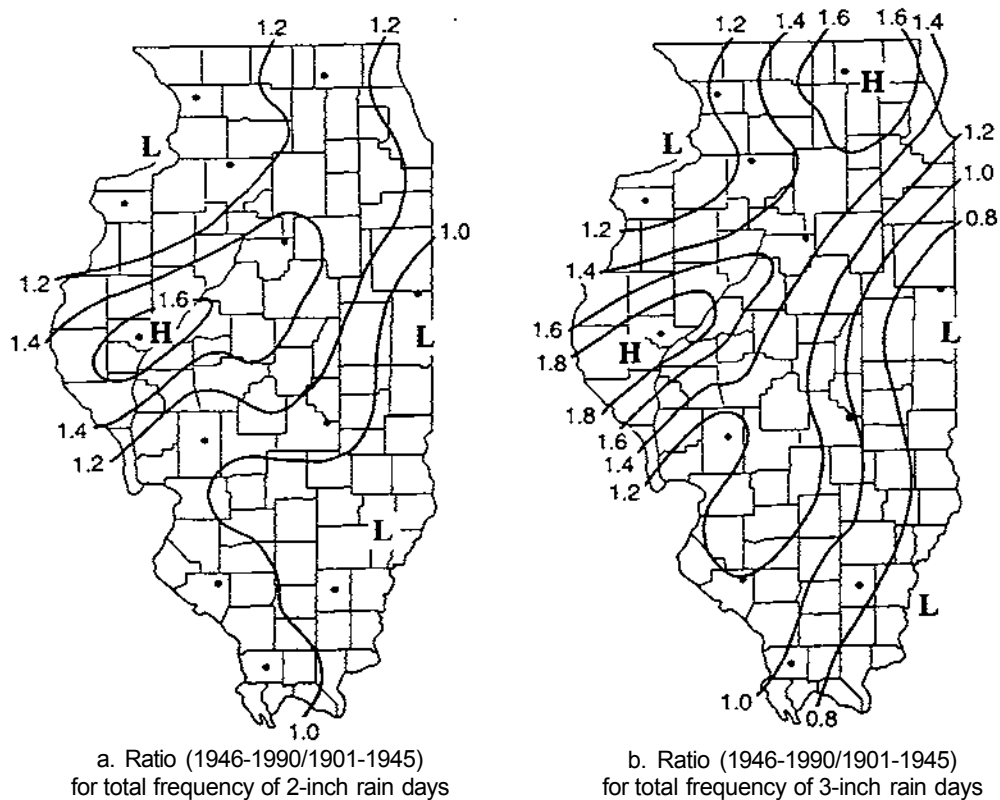 1.2
1.2
L
1.0
1.2
1.6
H
1.4
L
1.4
1.2
L
1.0
a. Ratio (1946-1990/1901-1945)
for total frequency of 2-inch rain days
1.2
1.4
1.6
1.6
1.4
H
1.2
L
1.0
0.8
1.2
1.4
1.6
L
H
1.8
1.8
1.6
1.4
1.2
L
1.0
0.8
b. Ratio (1946-1990/1901-1945)
for total frequency of 3-inch rain days